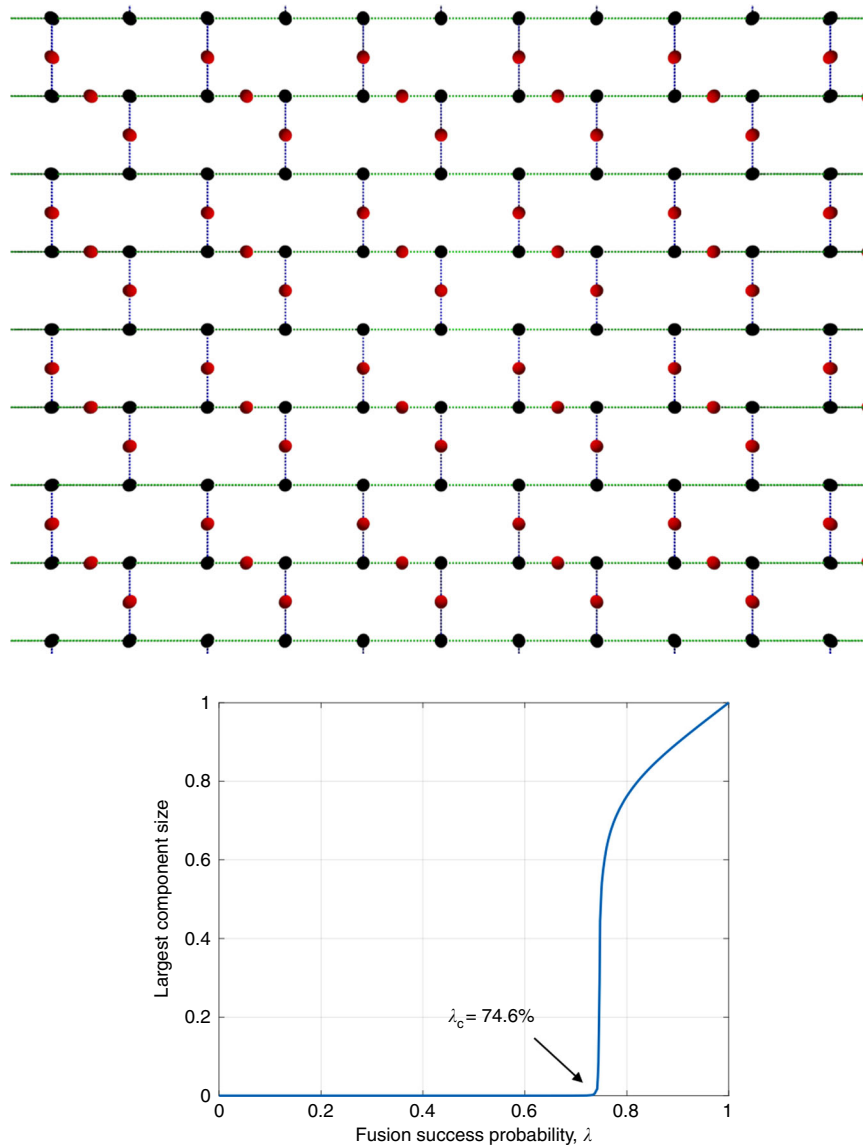 1
0.8
0.6
0.4
0.2
0
Largest component size
λc = 74.6%
0 0.2 0.4 0.6 0.8 1
Fusion success probability, λ